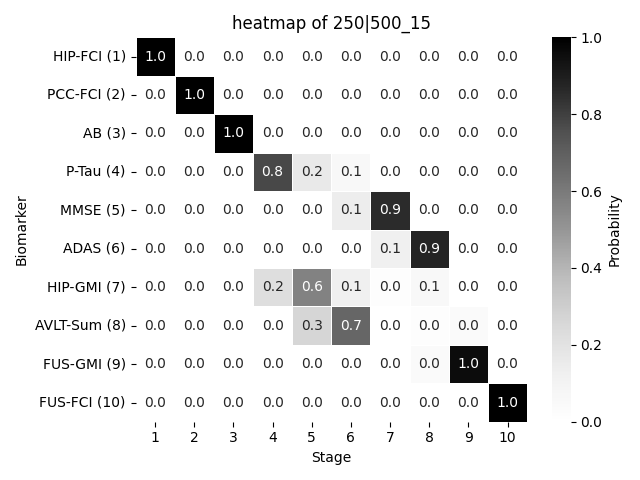 heatmap of 250|500_15
HIP-FCI (1) 1.0 0.0 0.0 0.0 0.0 0.0 0.0 0.0 0.0 0.0
PCC-FCI (2) 0.0 1.0 0.0 0.0 0.0 0.0 0.0 0.0 0.0 0.0
AB (3) 0.0 0.0 1.0 0.0 0.0 0.0 0.0 0.0 0.0 0.0
P-Tau (4) 0.0 0.0 0.0 0.8 0.2 0.1 0.0 0.0 0.0 0.0
MMSE (5) 0.0 0.0 0.0 0.0 0.0 0.1 0.9 0.0 0.0 0.0
ADAS (6) 0.0 0.0 0.0 0.0 0.0 0.0 0.1 0.9 0.0 0.0
HIP-GMI (7) 0.0 0.0 0.0 0.2 0.6 0.1 0.0 0.1 0.0 0.0
AVLT-Sum (8) 0.0 0.0 0.0 0.0 0.3 0.7 0.0 0.0 0.0 0.0
FUS-GMI (9) 0.0 0.0 0.0 0.0 0.0 0.0 0.0 0.0 1.0 0.0
FUS-FCI (10) 0.0 0.0 0.0 0.0 0.0 0.0 0.0 0.0 0.0 1.0
1 2 3 4 5 6 7 8 9 10
Stage
Biomarker
1.0
0.8
0.6
0.4
0.2
0.0
Probability